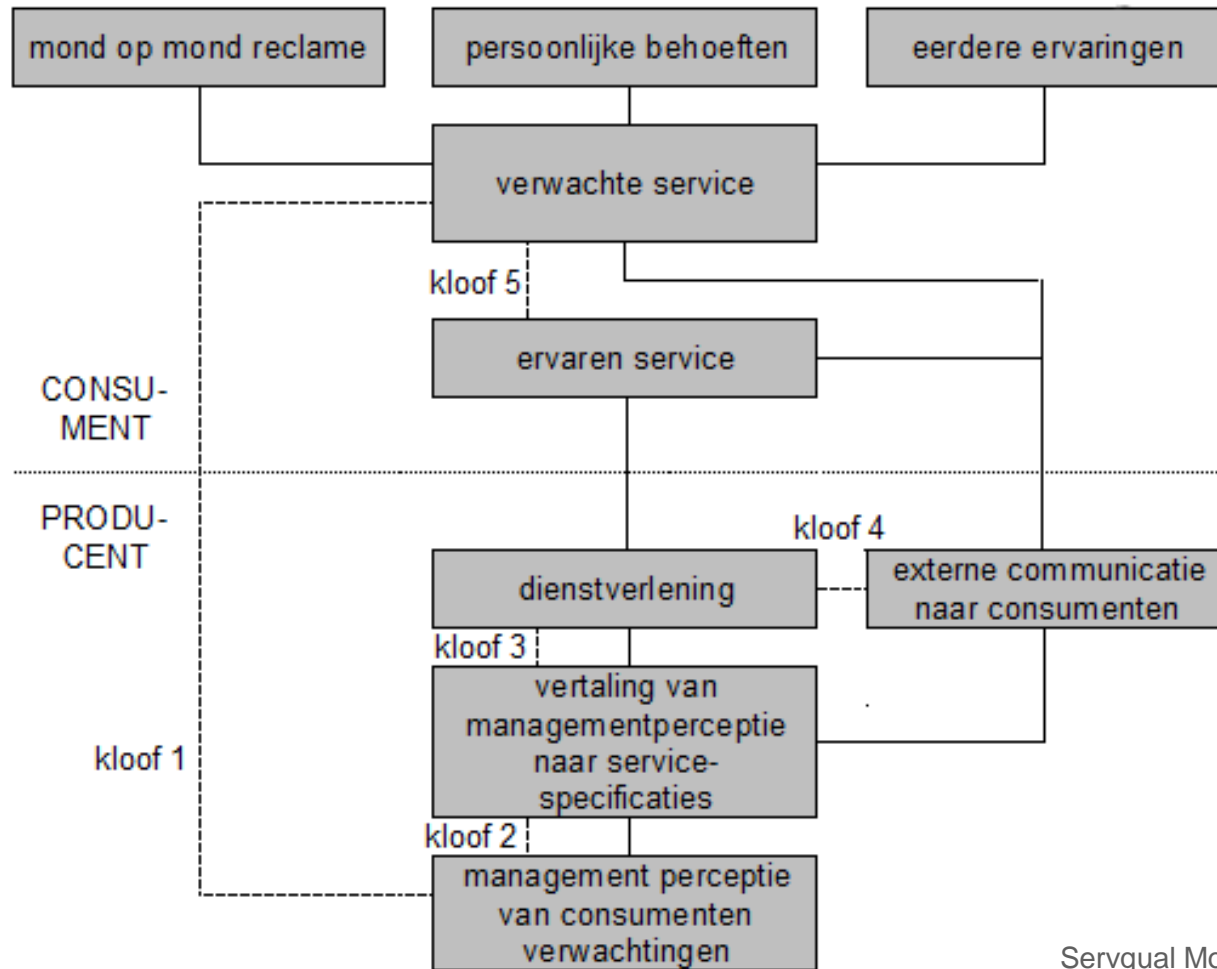 mond op mond reclame
persoonlijke behoeften
eerdere ervaringen
verwachte service
kloof 5
ervaren service
CONSU-
MENT
PRODU-
CENT
kloof 4
dienstverlening
externe communicatie
naar consumenten
kloof 3
vertaling van
managementperceptie
naar service-
specificaties
kloof 1
kloof 2
management perceptie
van consumenten
verwachtingen
Servqual Mo